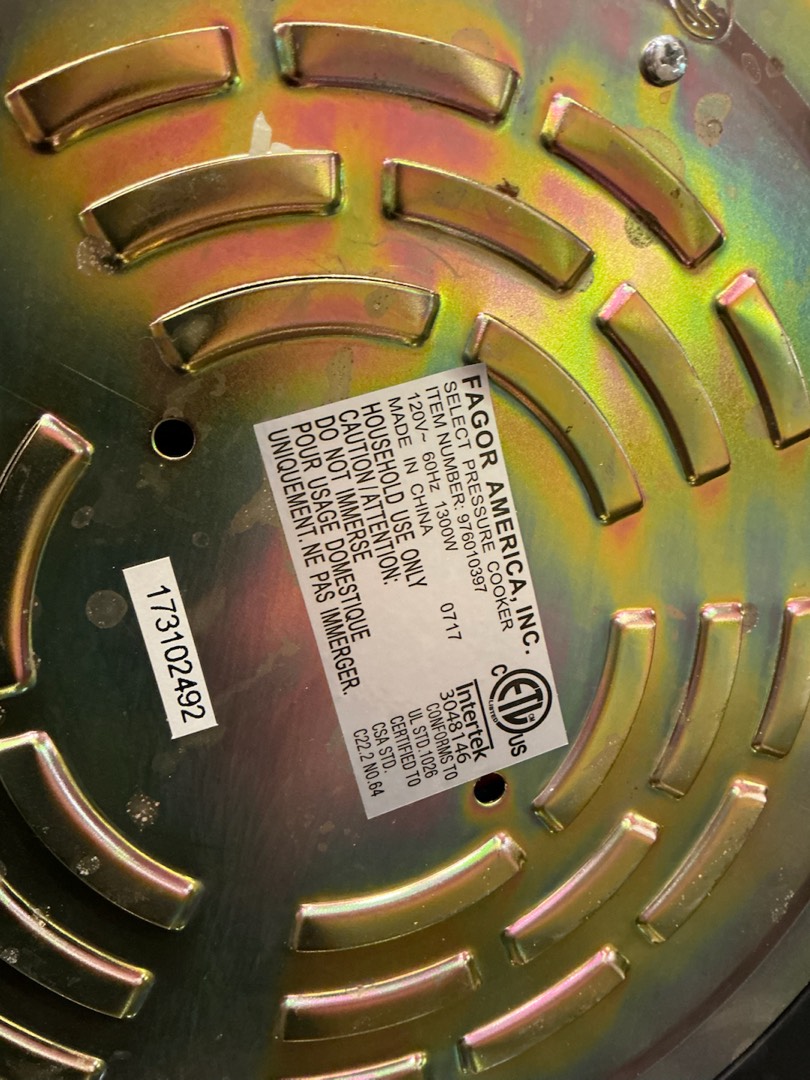 FAGOR AMERICA, INC.
SELECT PRESSURE COOKER
ITEM NUMBER: 976010397
120V~ 60Hz 1300W 0717
MADE IN CHINA
HOUSEHOLD USE ONLY
CAUTION/ATTENTION:
DO NOT IMMERSE
POUR USAGE DOMESTIQUE
UNIQUEMENT. NE PAS IMMERGER.
C ETL US
CM
LISTED
Intertek
3048146
CONFORMS TO
UL STD.1026
CERTIFIED TO
CSA STD.
C22.2 NO.64
173102492